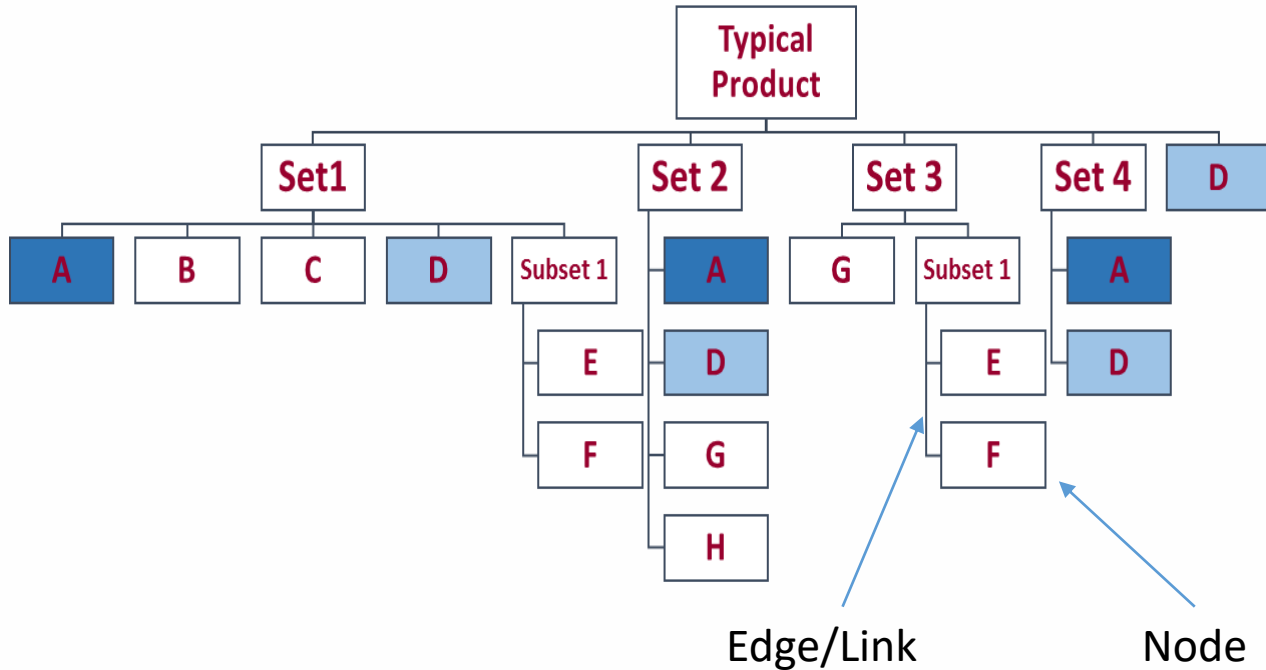 Typical
Product
Set1
Set 2
Set 3
Set 4
D
A
B
C
D
Subset 1
A
G
Subset 1
A
E
D
E
D
F
G
F
H
Edge/Link
Node